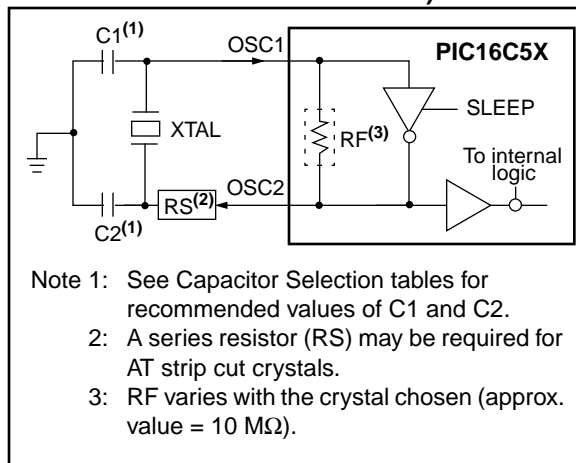 C1(1)
OSC1
PIC16C5X
SLEEP
XTAL
RF(3)
To internal
logic
OSC2
RS(2)
C2(1)
Note 1: See Capacitor Selection tables for
recommended values of C1 and C2.
2: A series resistor (RS) may be required for
AT strip cut crystals.
3: RF varies with the crystal chosen (approx.
value = 10 MΩ).